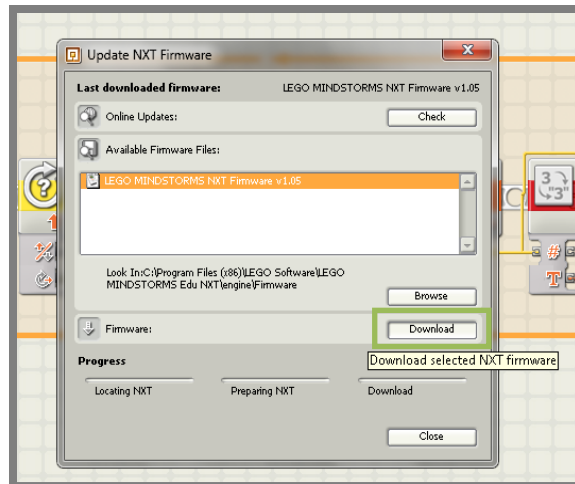 Update NXT Firmware
Last downloaded firmware: LEGO MINDSTORMS NXT Firmware v1.05
Online Updates: Check
Available Firmware Files:
LEGO MINDSTORMS NXT Firmware v1.05
Look In:C:\Program Files (x86)\LEGO Software\LEGO
MINDSTORMS Edu NXT\engine\Firmware
Browse
Firmware: Download
Download selected NXT firmware
Progress
Locating NXT Preparing NXT Download
Close
3
"3"
#
T